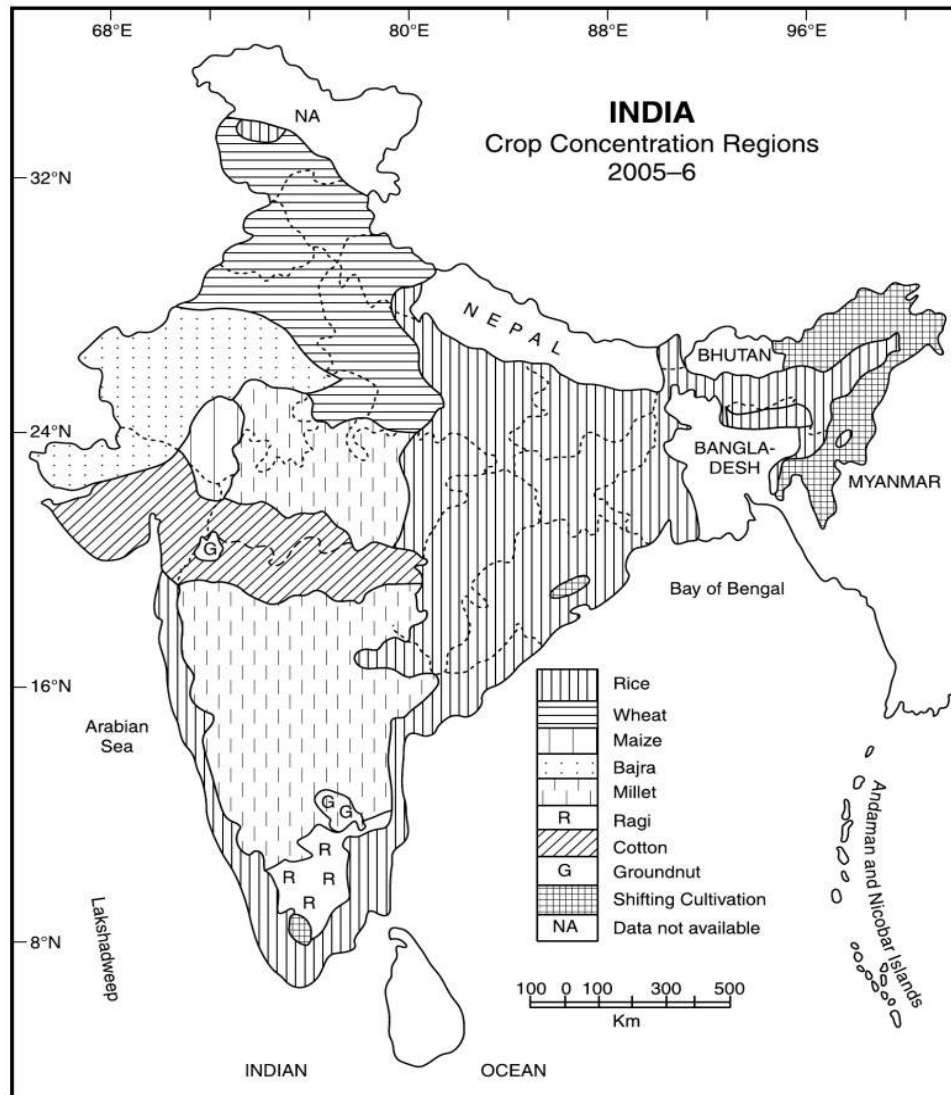 68°E 80°E 88°E 96°E
INDIA
Crop Concentration Regions
2005–6
NA
32°N
NEPAL
BHUTAN
24°N
BANGLA-
DESH
MYANMAR
G
Bay of Bengal
16°N
Arabian
Sea
Rice
Wheat
Maize
Bajra
Millet
R Ragi
Cotton
G Groundnut
Shifting Cultivation
NA Data not available
G
G
R
R
R
R
8°N
Lakshadweep
Andaman and Nicobar Islands
100 0 100 300 500
Km
INDIAN OCEAN